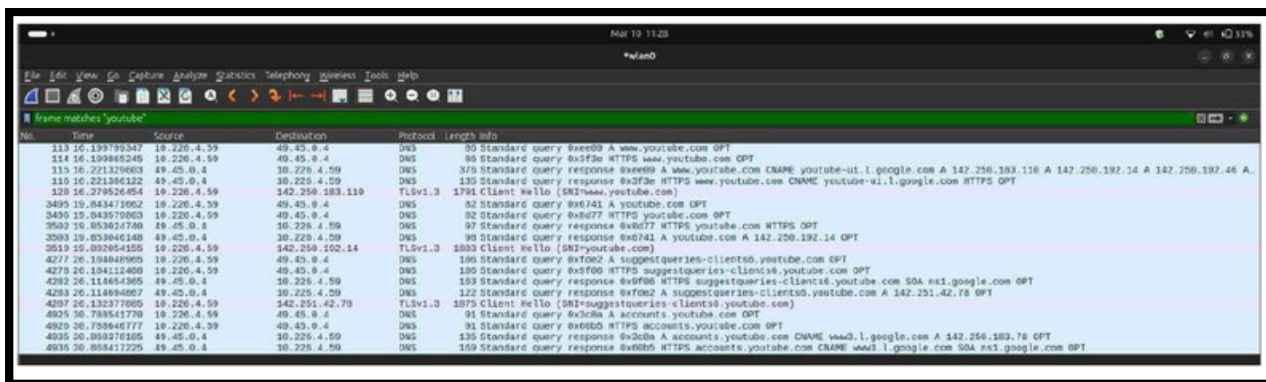 Mar 10 11:28
33%
*wlan0
File Edit View Go Capture Analyze Statistics Telephony Wireless Tools Help
frame matches "youtube"
No. Time Source Destination Protocol Length Info
113 16.199795347 10.226.4.59 49.45.0.4 DNS 86 Standard query 0xee09 A www.youtube.com OPT
114 16.199865245 10.226.4.59 49.45.0.4 DNS 86 Standard query 0x3f3e HTTPS www.youtube.com OPT
115 16.221329603 49.45.0.4 10.226.4.59 DNS 376 Standard query response 0xee09 A www.youtube.com CNAME youtube-ui.l.google.com A 142.250.183.110 A 142.250.192.14 A 142.250.192.46 A..
116 16.221386122 49.45.0.4 10.226.4.59 DNS 135 Standard query response 0x3f3e HTTPS www.youtube.com CNAME youtube-ui.l.google.com HTTPS OPT
120 16.270526454 10.226.4.59 142.250.183.110 TLSv1.3 1791 Client Hello (SNI=www.youtube.com)
3495 19.843471662 10.226.4.59 49.45.0.4 DNS 82 Standard query 0x6741 A youtube.com OPT
3496 19.843579863 10.226.4.59 49.45.0.4 DNS 82 Standard query 0x8d77 HTTPS youtube.com OPT
3502 19.853024740 49.45.0.4 10.226.4.59 DNS 97 Standard query response 0x8d77 HTTPS youtube.com HTTPS OPT
3503 19.853046148 49.45.0.4 10.226.4.59 DNS 98 Standard query response 0x6741 A youtube.com A 142.250.192.14 OPT
3519 10.226.4.59 142.250.192.14 TLSv1.3 1883 Client Hello (SNI=youtube.com)
4277 26.104048965 10.226.4.59 49.45.0.4 DNS 106 Standard query 0xfde2 A suggestqueries-clients6.youtube.com OPT
4278 26.104112408 10.226.4.59 49.45.0.4 DNS 106 Standard query 0x9f06 HTTPS suggestqueries-clients6.youtube.com OPT
4282 26.114654365 49.45.0.4 10.226.4.59 DNS 163 Standard query response 0x9f06 HTTPS suggestqueries-clients6.youtube.com SOA ns1.google.com OPT
4283 26.114694867 49.45.0.4 10.226.4.59 DNS 122 Standard query response 0xfde2 A suggestqueries-clients6.youtube.com A 142.251.42.78 OPT
4287 26.132377085 10.226.4.59 142.251.42.78 TLSv1.3 1875 Client Hello (SNI=suggestqueries-clients6.youtube.com)
4925 30.788541770 10.226.4.59 49.45.0.4 DNS 91 Standard query 0x3c8a A accounts.youtube.com OPT
4926 30.788646777 10.226.4.59 49.45.0.4 DNS 91 Standard query 0x60b5 HTTPS accounts.youtube.com OPT
4935 49.45.0.4 10.226.4.59 DNS 135 Standard query response 0x3c8a A accounts.youtube.com CNAME www3.l.google.com A 142.250.183.78 OPT
4936 30.858417225 49.45.0.4 10.226.4.59 DNS 169 Standard query response 0x60b5 HTTPS accounts.youtube.com CNAME www3.l.google.com SOA ns1.google.com OPT